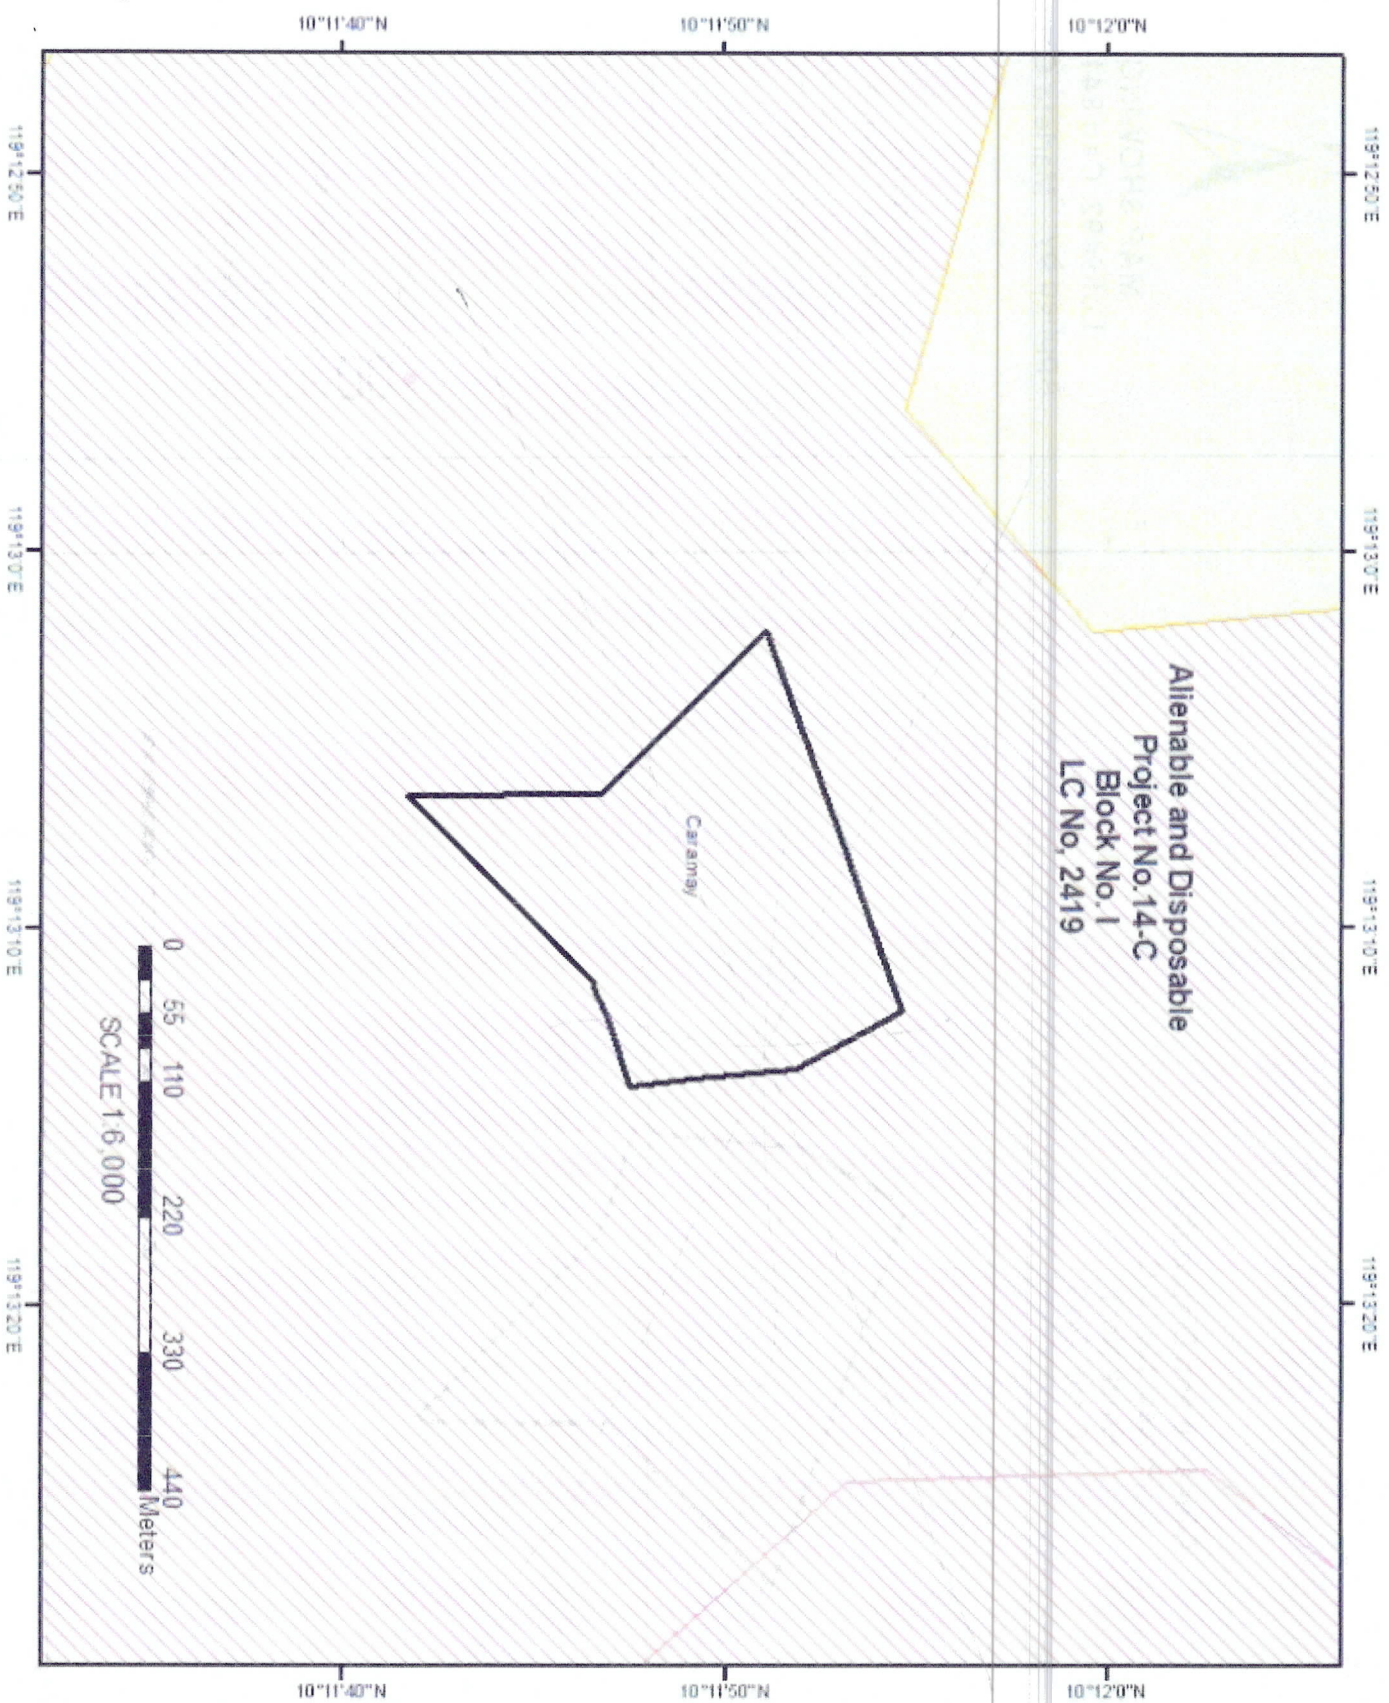 10°11'40"N
10°11'50"N
10°12'0"N
119°12'50"E
119°13'0"E
119°13'10"E
119°13'20"E
119°12'50"E
119°13'0"E
119°13'10"E
119°13'20"E
Alienable and Disposable
Project No.14-C
Block No. I
LC No, 2419
Caramay
0 55 110 220 330 440
Meters
SCALE 1:6,000
10°11'40"N
10°11'50"N
10°12'0"N